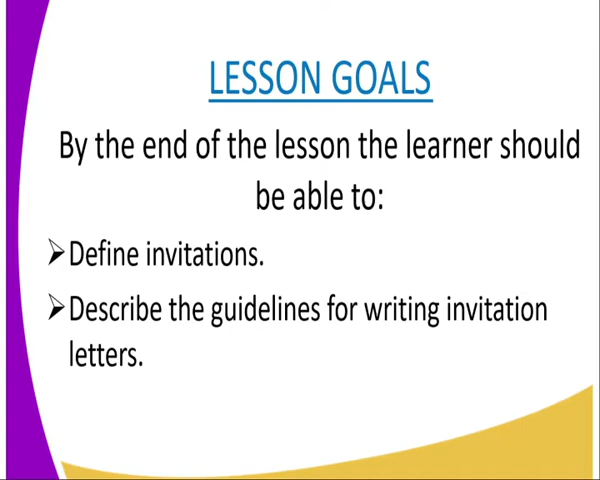 LESSON GOALS
By the end of the lesson the learner should
be able to:
Define invitations.
Describe the guidelines for writing invitation
letters.